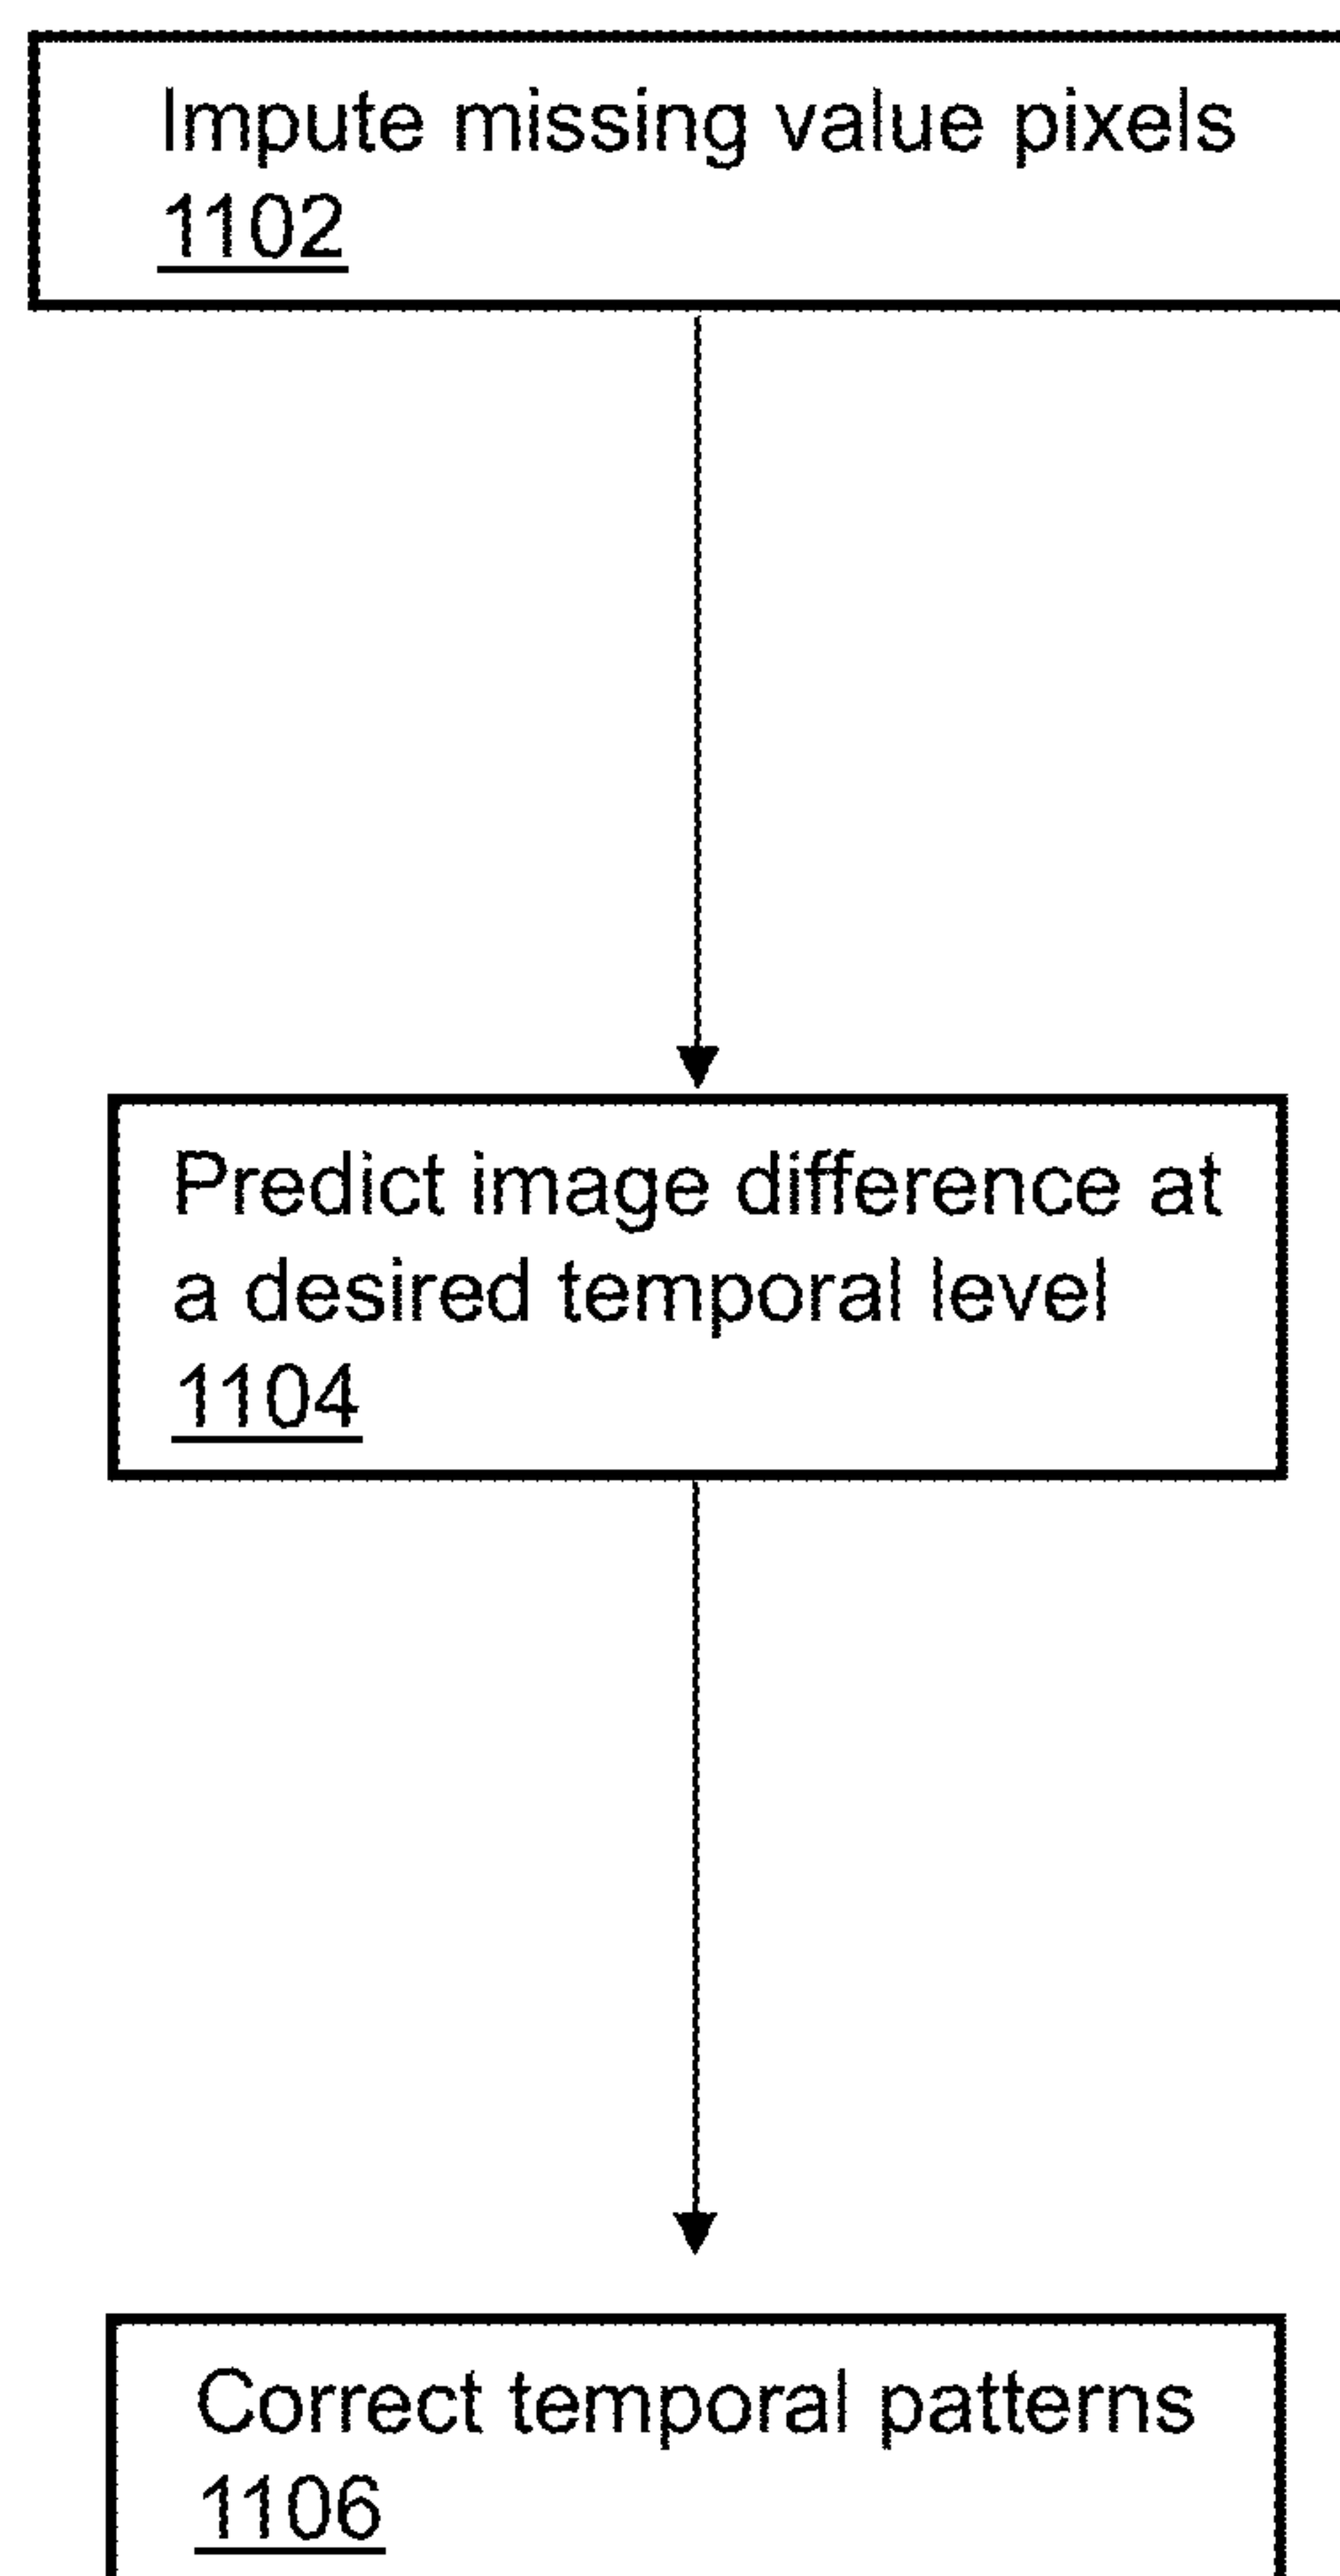 Impute missing value pixels
1102
Predict image difference at
a desired temporal level
1104
Correct temporal patterns
1106